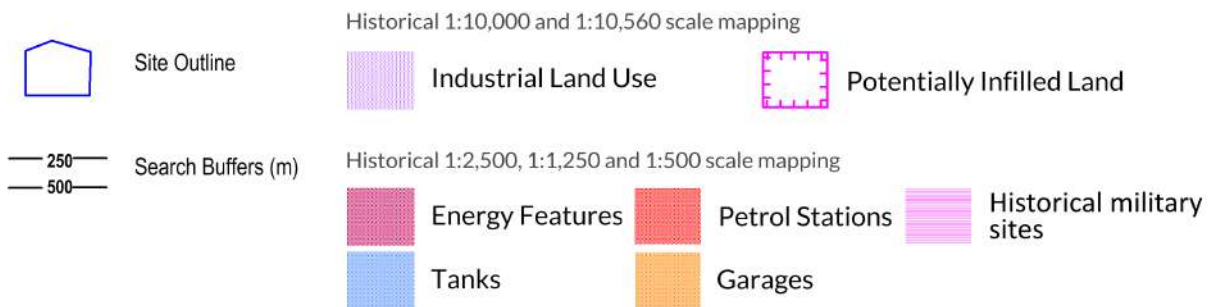 Historical 1:10,000 and 1:10,560 scale mapping
Site Outline
Industrial Land Use
Potentially Infilled Land
250
500
Search Buffers (m)
Historical 1:2,500, 1:1,250 and 1:500 scale mapping
Energy Features
Petrol Stations
Historical military
sites
Tanks
Garages